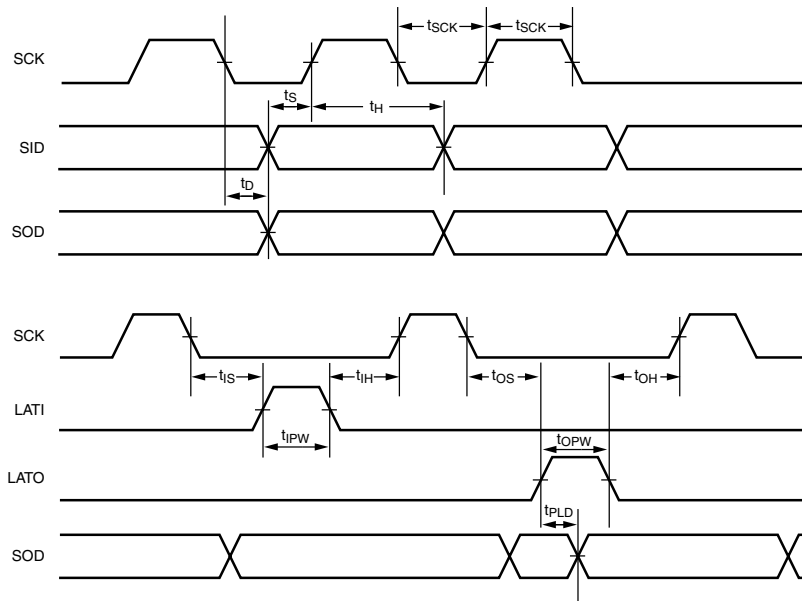 tSCK tSCK
SCK
tS tH
SID
tD
SOD
SCK
tIS tIH tOS tOH
LATI
tIPW tOPW
LATO
tPLD
SOD